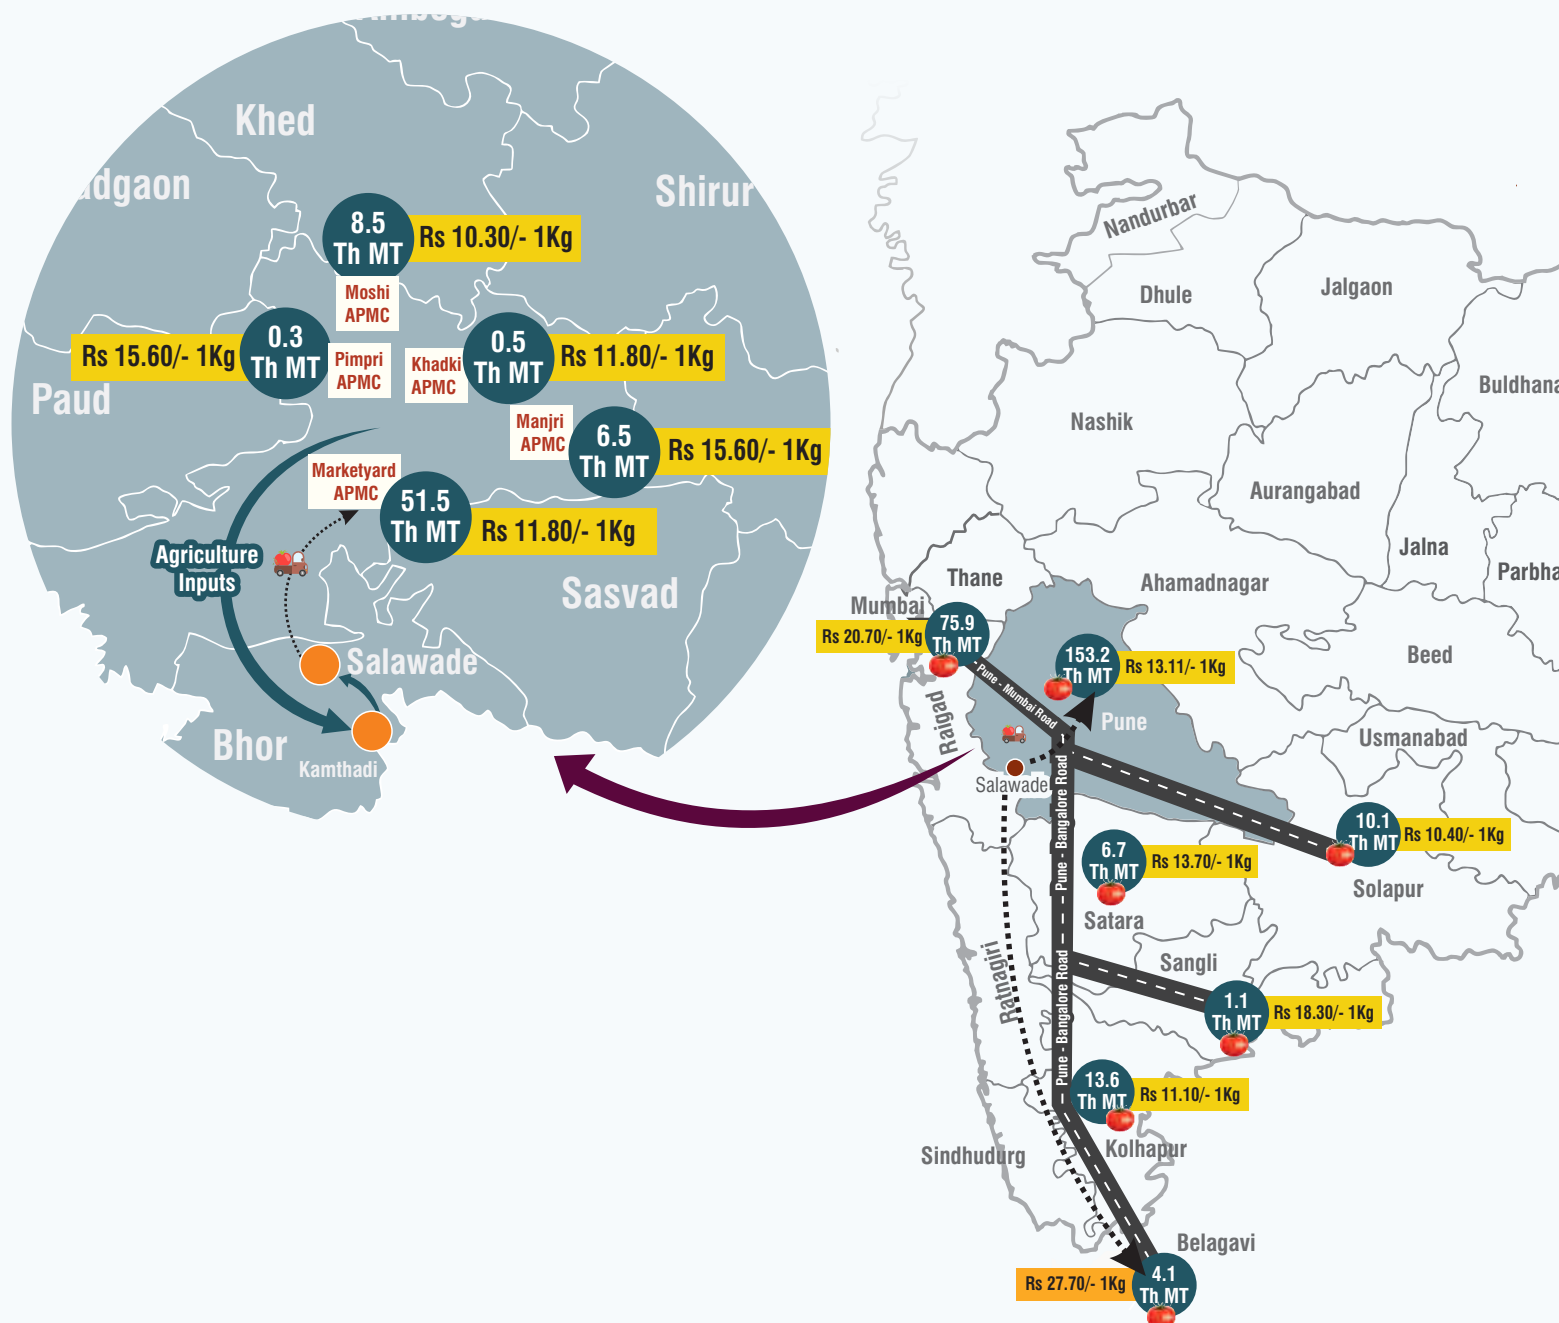 Khed
Shirur
8.5
Th MT
Rs 10.30/- 1Kg
Moshi
APMC
Rs 15.60/- 1Kg
0.3
Th MT
Pimpri
APMC
Khadki
APMC
0.5
Th MT
Rs 11.80/- 1Kg
Paud
Manjri
APMC
6.5
Th MT
Rs 15.60/- 1Kg
Marketyard
APMC
51.5
Th MT
Rs 11.80/- 1Kg
Agriculture
Inputs
Sasvad
Salawade
Bhor
Kamthadi
Nandurbar
Dhule
Jalgaon
Buldhana
Nashik
Aurangabad
Jalna
Parbha
Thane
Ahamadnagar
Mumbai
Rs 20.70/- 1Kg
75.9
Th MT
Beed
153.2
Th MT
Rs 13.11/- 1Kg
Pune - Mumbai Road
Pune
Raigad
Usmanabad
Salawade
Pune - Bangalore Road
10.1
Th MT
Rs 10.40/- 1Kg
Solapur
6.7
Th MT
Rs 13.70/- 1Kg
Satara
Ratnagiri
Pune - Bangalore Road
Sangli
1.1
Th MT
Rs 18.30/- 1Kg
13.6
Th MT
Rs 11.10/- 1Kg
Kolhapur
Sindhudurg
Belagavi
Rs 27.70/- 1Kg
4.1
Th MT